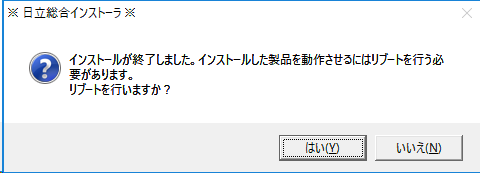 ※ 日立総合インストーラ ※
インストールが終了しました。インストールした製品を動作させるにはリブートを行う必
要があります。
リブートを行いますか？
はい(Y)
いいえ(N)